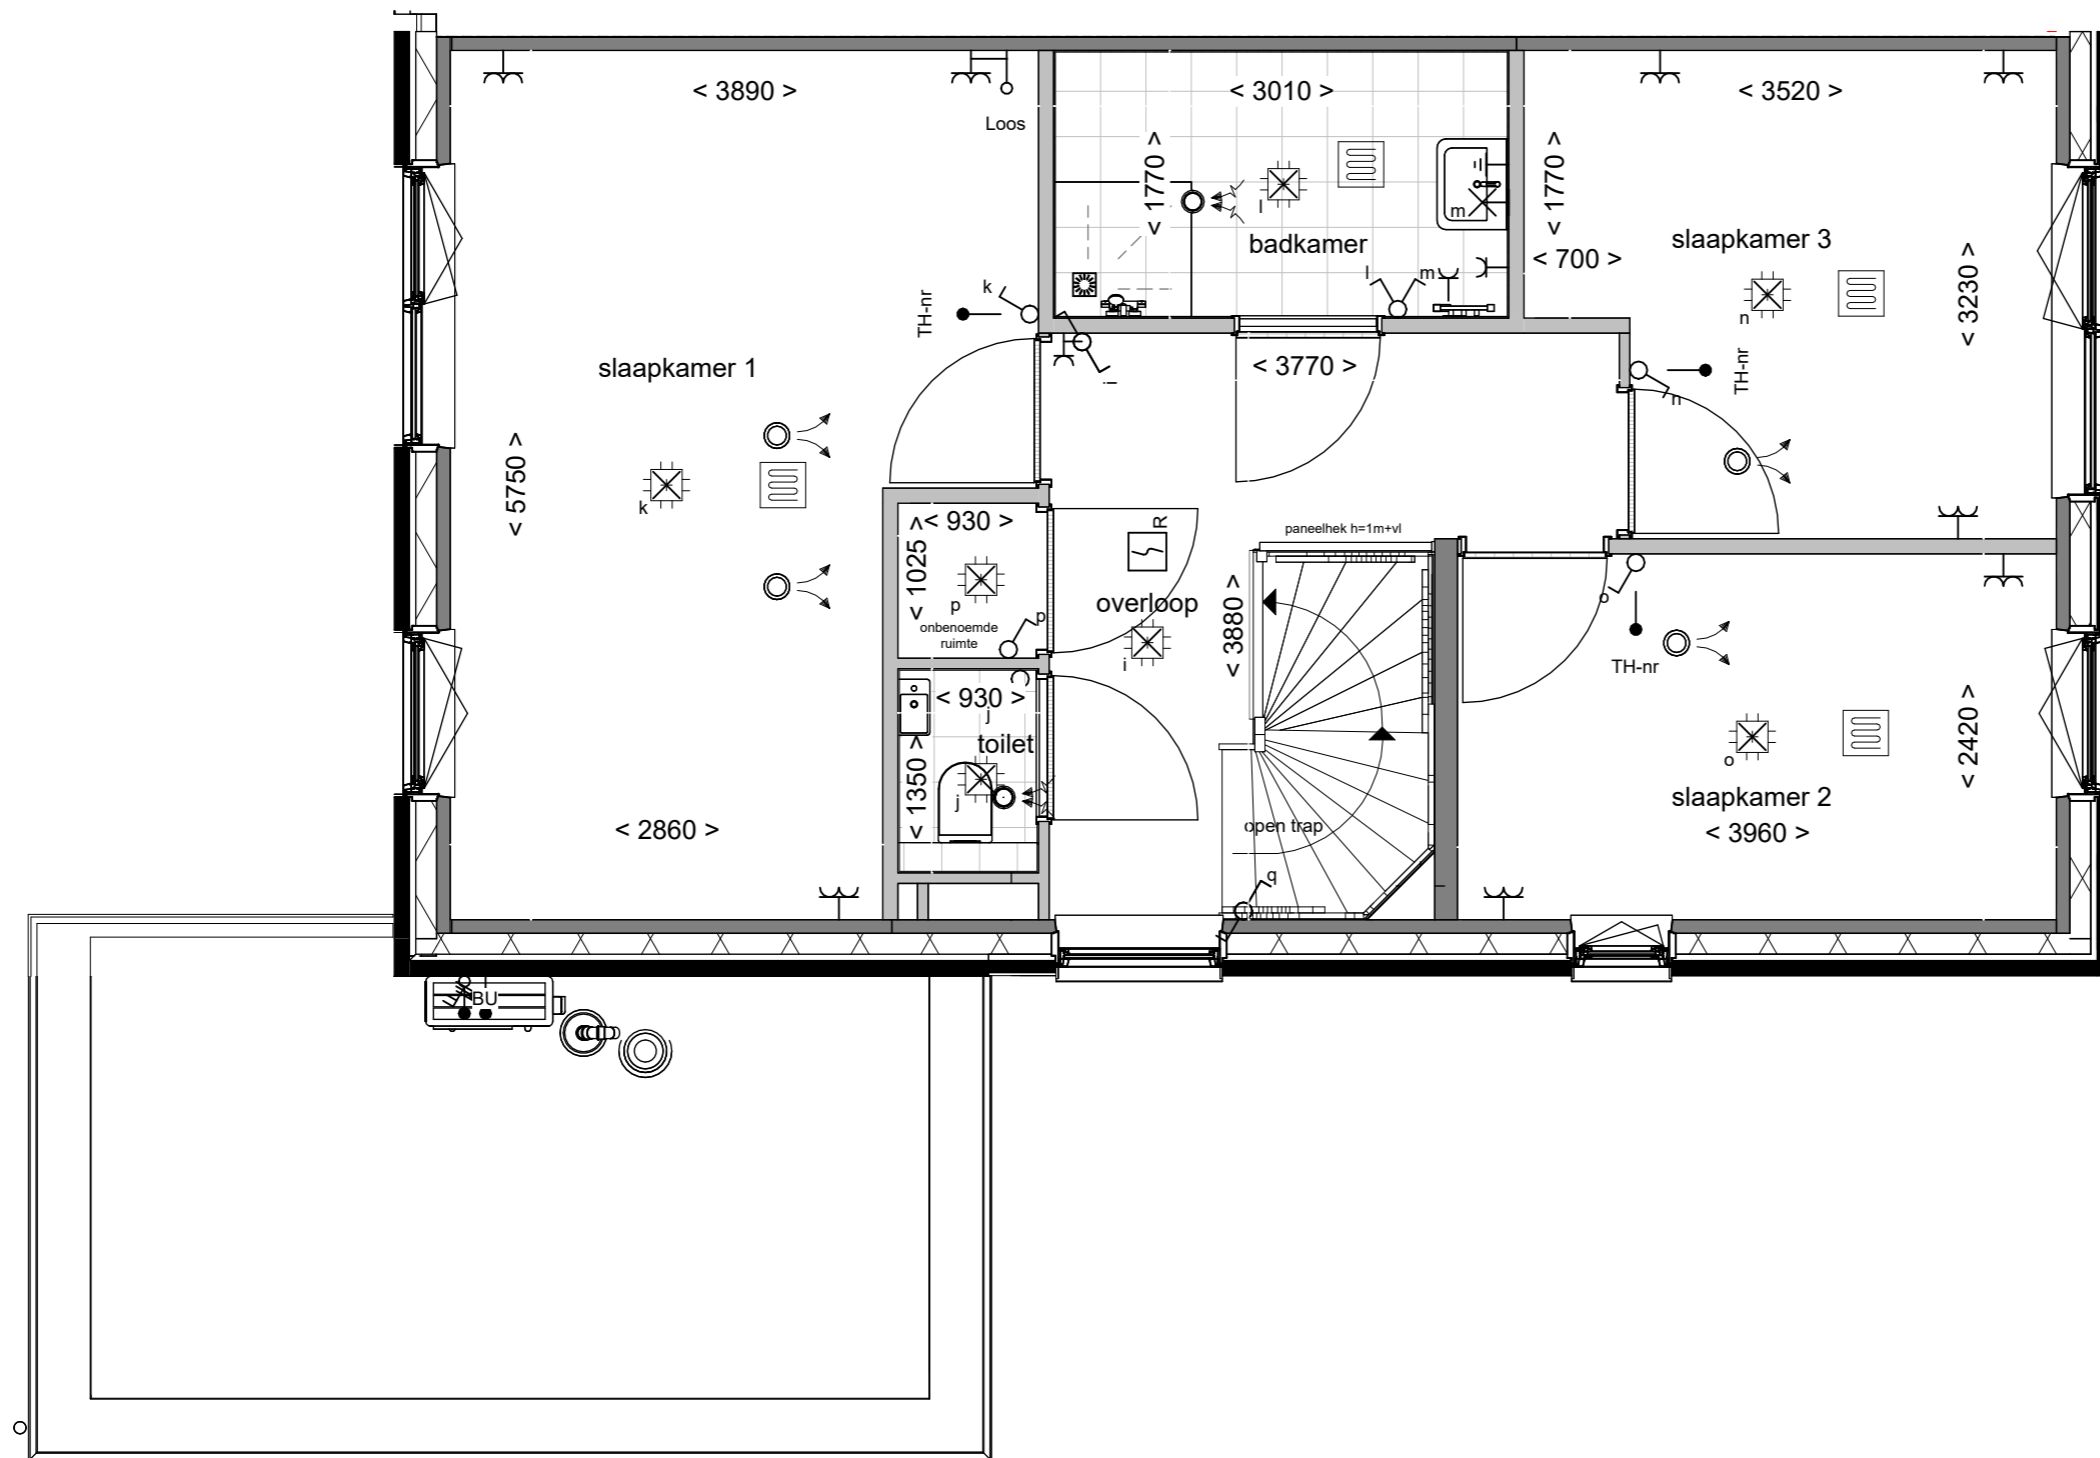 < 3890 >
< 3010 >
< 3520 >
Loos
< 1770 >
< 1770 >
l
m
badkamer
slaapkamer 3
< 700 >
l
m
k
TH-nr
n
< 3230 >
slaapkamer 1
< 3770 >
TH-nr
n
< 5750 >
k
< 930 >
R
paneelhek h=1m+vl
< 1025 >
p
overloop
< 3880 >
o
onbenoemde
ruimte
p
i
TH-nr
< 930 >
j
toilet
< 2420 >
o
< 1350 >
j
slaapkamer 2
< 2860 >
open trap
< 3960 >
q
BU